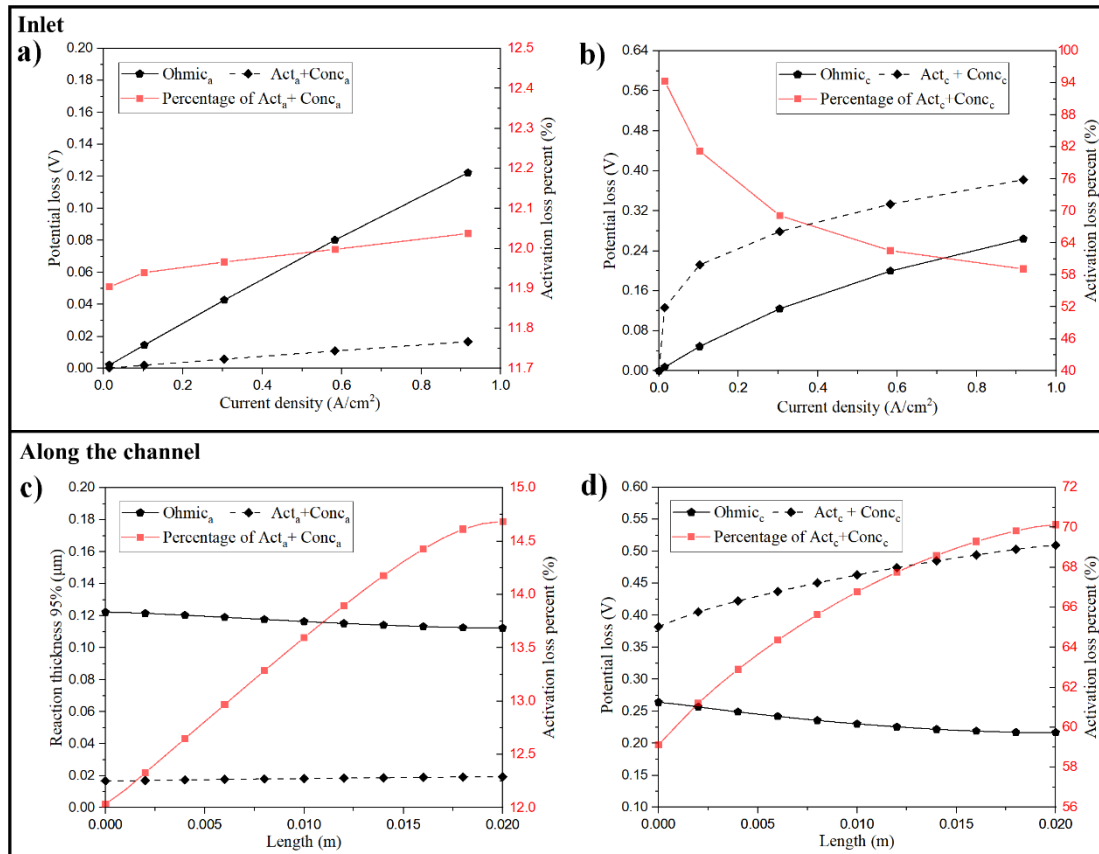 Inlet
a)
Ohmicₐ
Actₐ+Concₐ
Percentage of Actₐ+ Concₐ
Potential loss (V)
0.20
0.18
0.16
0.14
0.12
0.10
0.08
0.06
0.04
0.02
0.00
12.5
12.4
12.3
12.2
12.1
12.0
11.9
11.8
11.7
Activation loss percent (%)
0.0 0.2 0.4 0.6 0.8 1.0
Current density (A/cm²)
b)
Ohmic_c
Act_c + Conc_c
Percentage of Act_c+Conc_c
Potential loss (V)
0.64
0.56
0.48
0.40
0.32
0.24
0.16
0.08
0.00
100
94
88
82
76
70
64
58
52
46
40
Activation loss percent (%)
0.0 0.2 0.4 0.6 0.8 1.0
Current density (A/cm²)
Along the channel
c)
Ohmicₐ
Actₐ+Concₐ
Percentage of Actₐ+ Concₐ
Reaction thickness 95% (μm)
0.20
0.18
0.16
0.14
0.12
0.10
0.08
0.06
0.04
0.02
0.00
15.0
14.5
14.0
13.5
13.0
12.5
12.0
Activation loss percent (%)
0.000 0.005 0.010 0.015 0.020
Length (m)
d)
Ohmic_c
Act_c + Conc_c
Percentage of Act_c+Conc_c
Potential loss (V)
0.60
0.55
0.50
0.45
0.40
0.35
0.30
0.25
0.20
0.15
0.10
72
70
68
66
64
62
60
58
56
Activation loss percent (%)
0.000 0.005 0.010 0.015 0.020
Length (m)